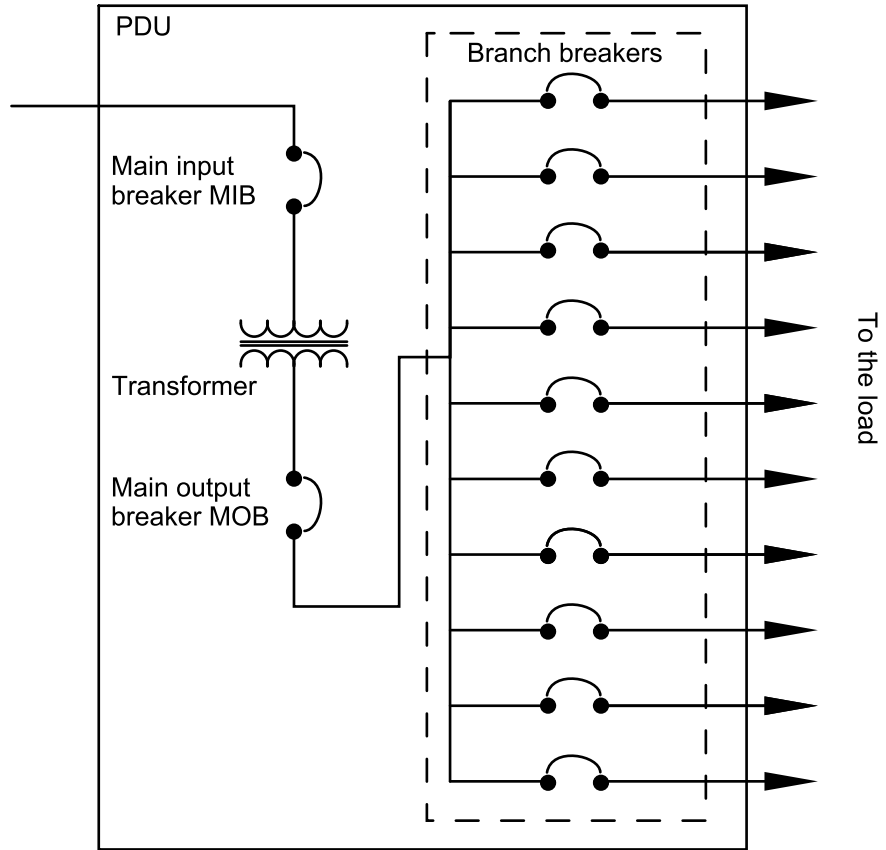 PDU
Branch breakers
Main input
breaker MIB
Transformer
Main output
breaker MOB
To the load